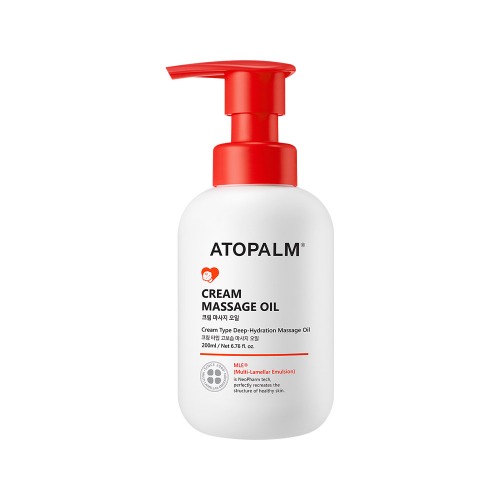 ATOPALM®
CREAM
MASSAGE OIL
크림 마사지 오일
Cream Type Deep-Hydration Massage Oil
크림 타입 고보습 마사지 오일
200ml / Net 6.76 fl. oz.
MLE®
(Multi-Lamellar Emulsion)
is NeoPharm tech,
perfectly recreates the
structure of healthy skin.